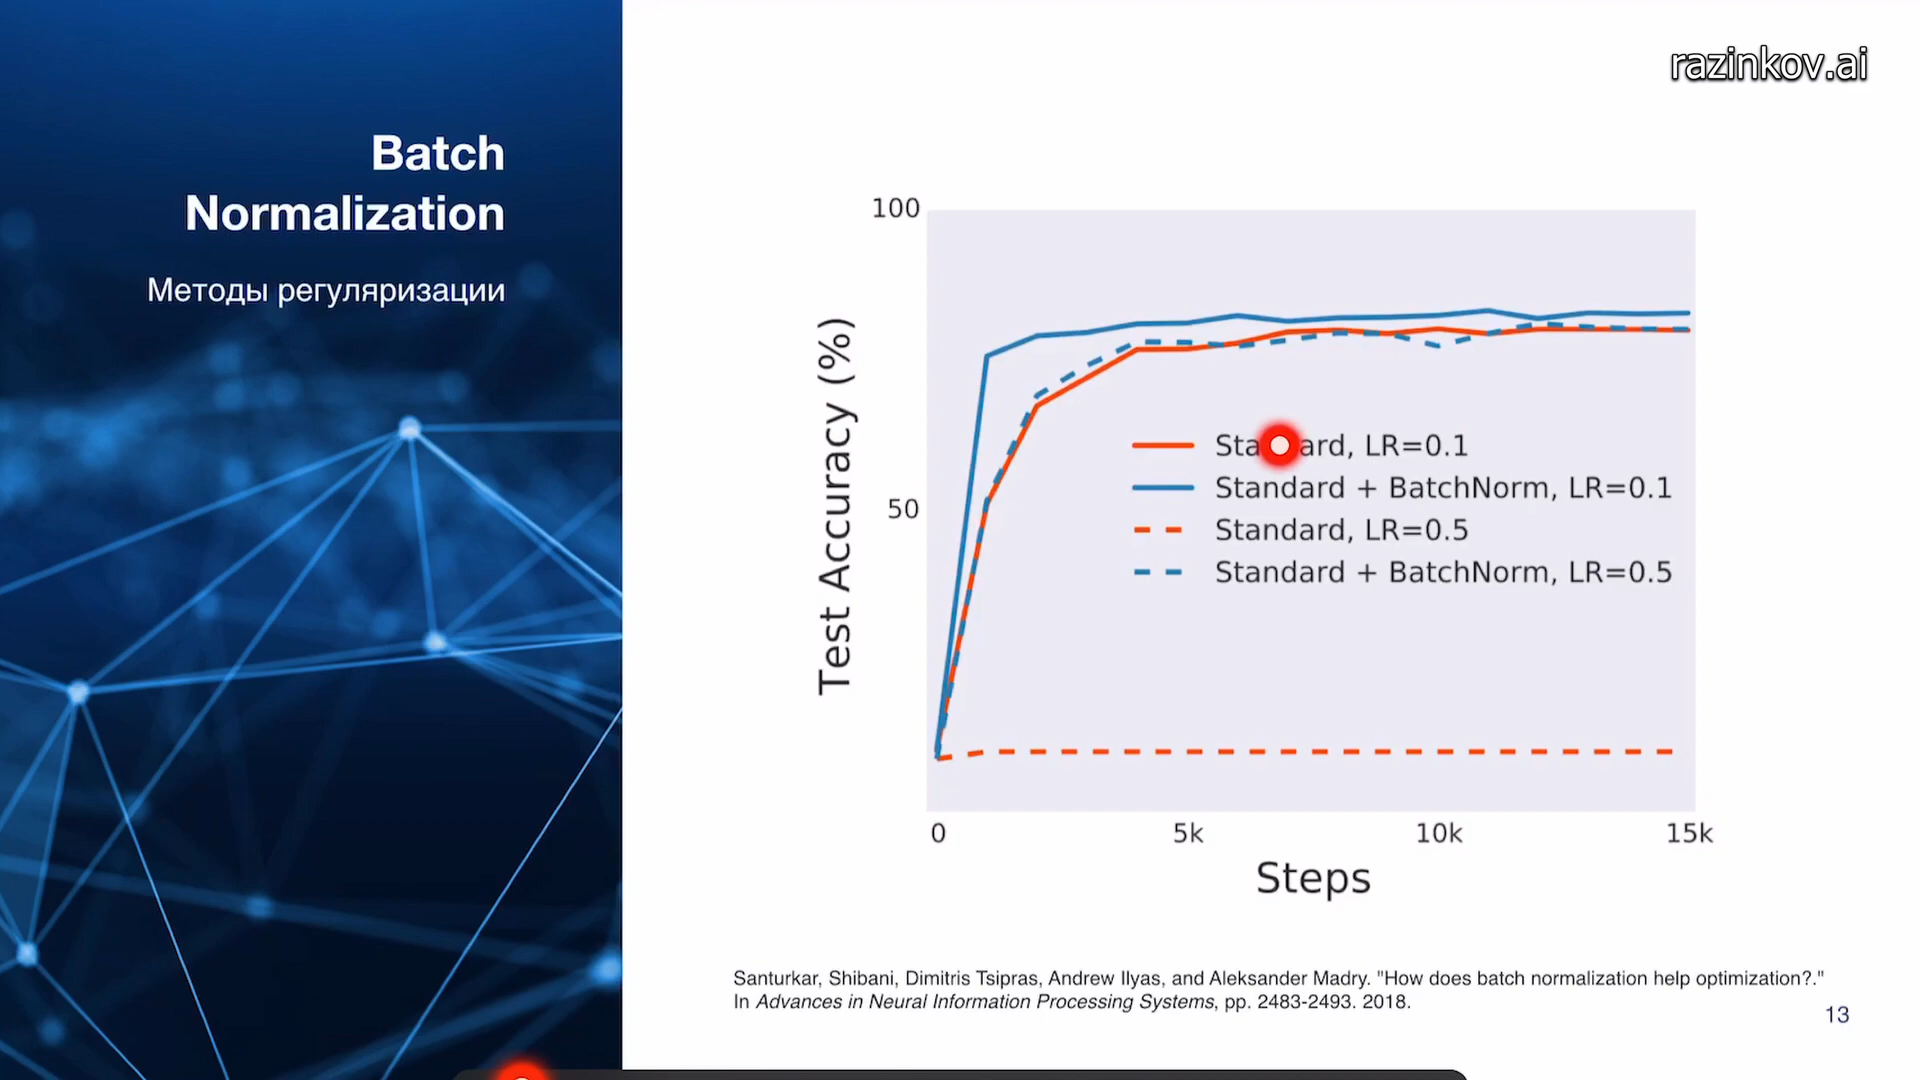 razinkov.ai
Batch
Normalization
Методы регуляризации
100
50
Test Accuracy (%)
Standard, LR=0.1
Standard + BatchNorm, LR=0.1
Standard, LR=0.5
Standard + BatchNorm, LR=0.5
0 5k 10k 15k
Steps
Santurkar, Shibani, Dimitris Tsipras, Andrew Ilyas, and Aleksander Madry. "How does batch normalization help optimization?."
In Advances in Neural Information Processing Systems, pp. 2483-2493. 2018.
13